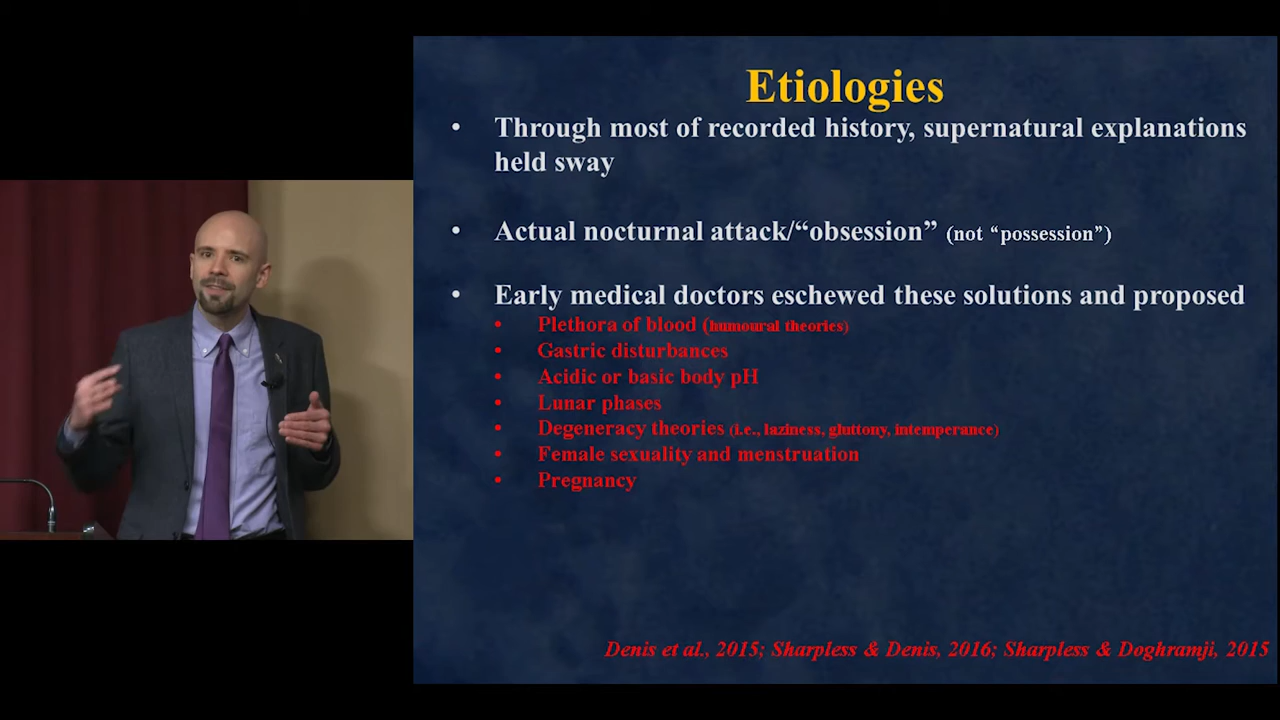 Etiologies
• Through most of recorded history, supernatural explanations
held sway
• Actual nocturnal attack/“obsession” (not “possession”)
• Early medical doctors eschewed these solutions and proposed
• Plethora of blood (humoural theories)
• Gastric disturbances
• Acidic or basic body pH
• Lunar phases
• Degeneracy theories (i.e., laziness, gluttony, intemperance)
• Female sexuality and menstruation
• Pregnancy
Denis et al., 2015; Sharpless & Denis, 2016; Sharpless & Doghramji, 2015